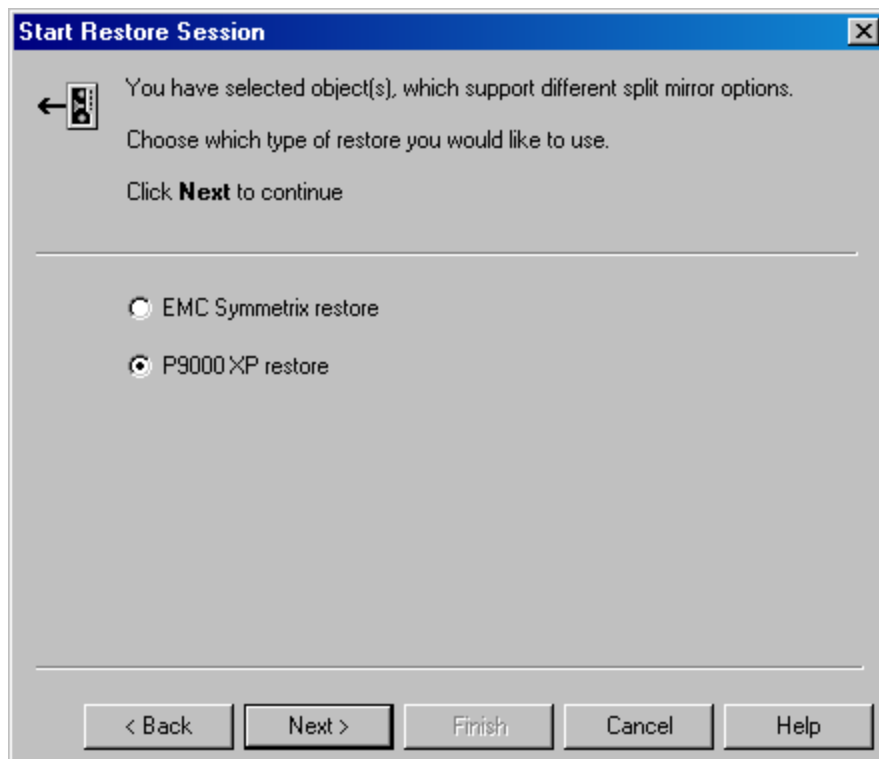 Start Restore Session
You have selected object(s), which support different split mirror options.
Choose which type of restore you would like to use.
Click Next to continue
EMC Symmetrix restore
P9000 XP restore
< Back Next > Finish Cancel Help